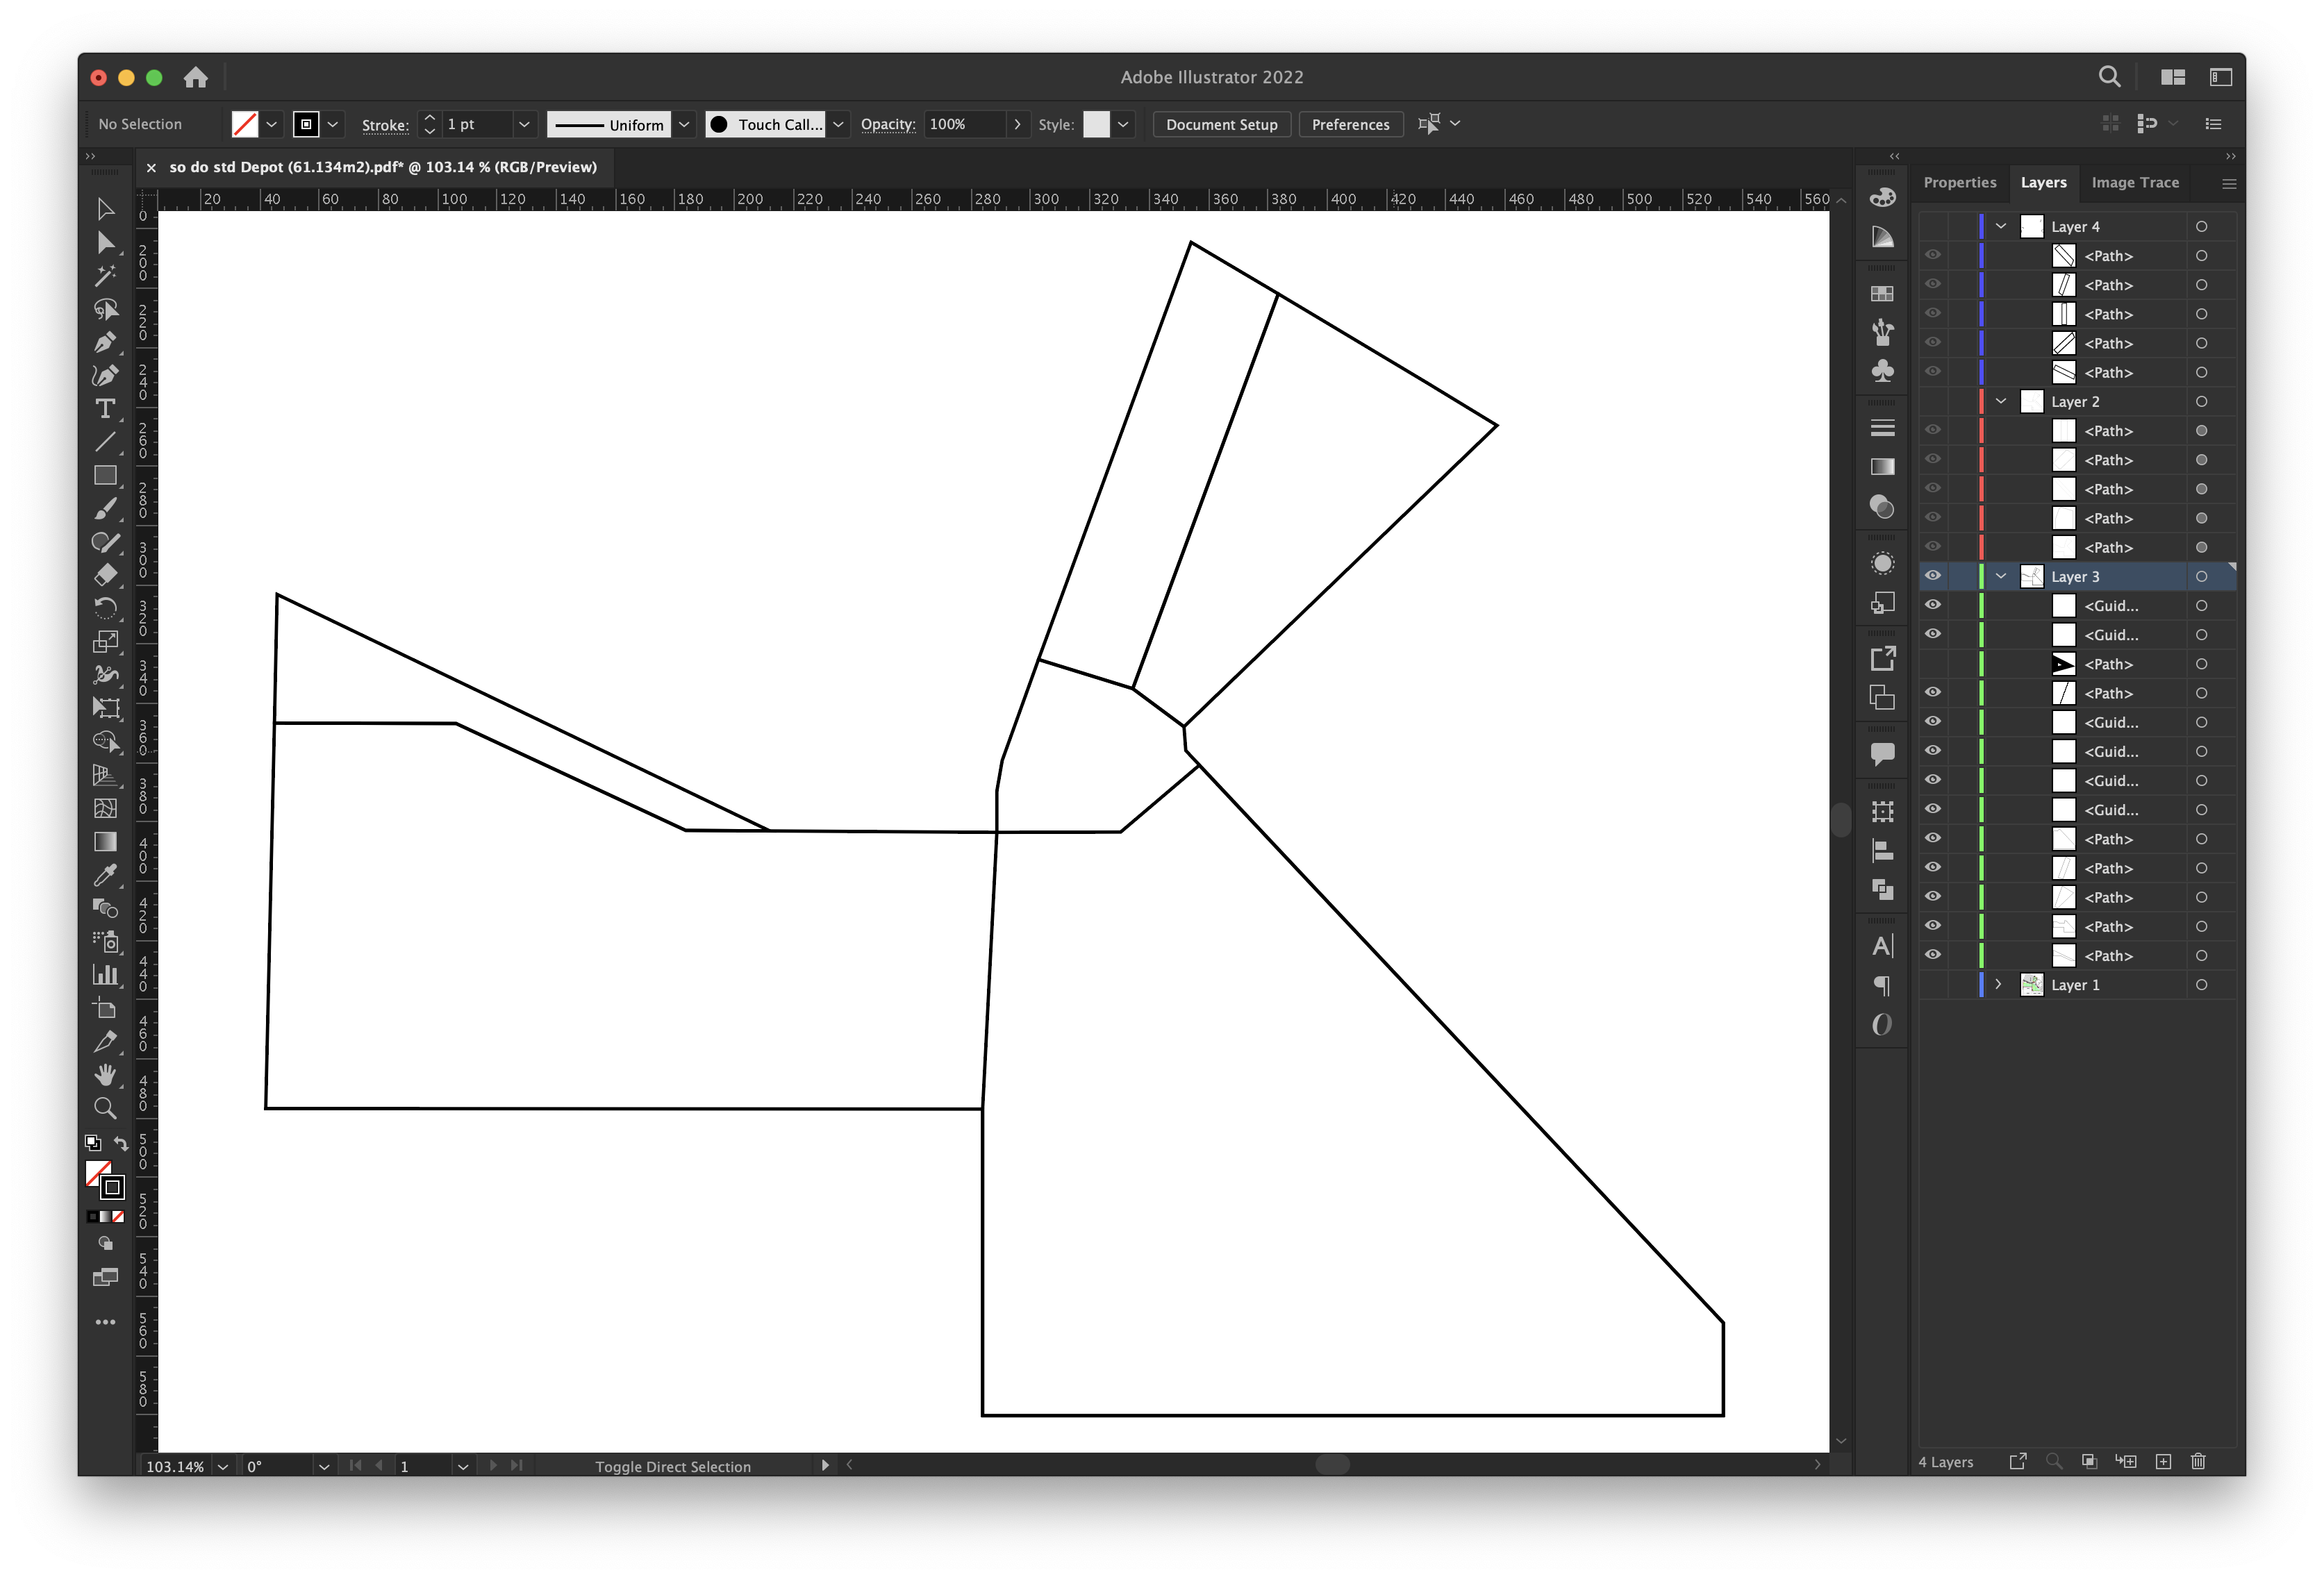 Adobe Illustrator 2022
No Selection
Stroke:
1 pt
Uniform
Touch Call...
Opacity:
100%
Style:
Document Setup
Preferences
so do std Depot (61.134m2).pdf* @ 103.14 % (RGB/Preview)
20 40 60 80 100 120 140 160 180 200 220 240 260 280 300 320 340 360 380 400 420 440 460 480 500 520 540 560
0
200
220
240
260
280
300
320
340
360
380
400
420
440
460
480
500
520
540
560
580
Properties
Layers
Image Trace
Layer 4
<Path>
<Path>
<Path>
<Path>
<Path>
Layer 2
<Path>
<Path>
<Path>
<Path>
<Path>
Layer 3
<Guid...
<Guid...
<Path>
<Path>
<Guid...
<Guid...
<Guid...
<Guid...
<Path>
<Path>
<Path>
<Path>
<Path>
Layer 1
103.14%
0°
1
Toggle Direct Selection
4 Layers